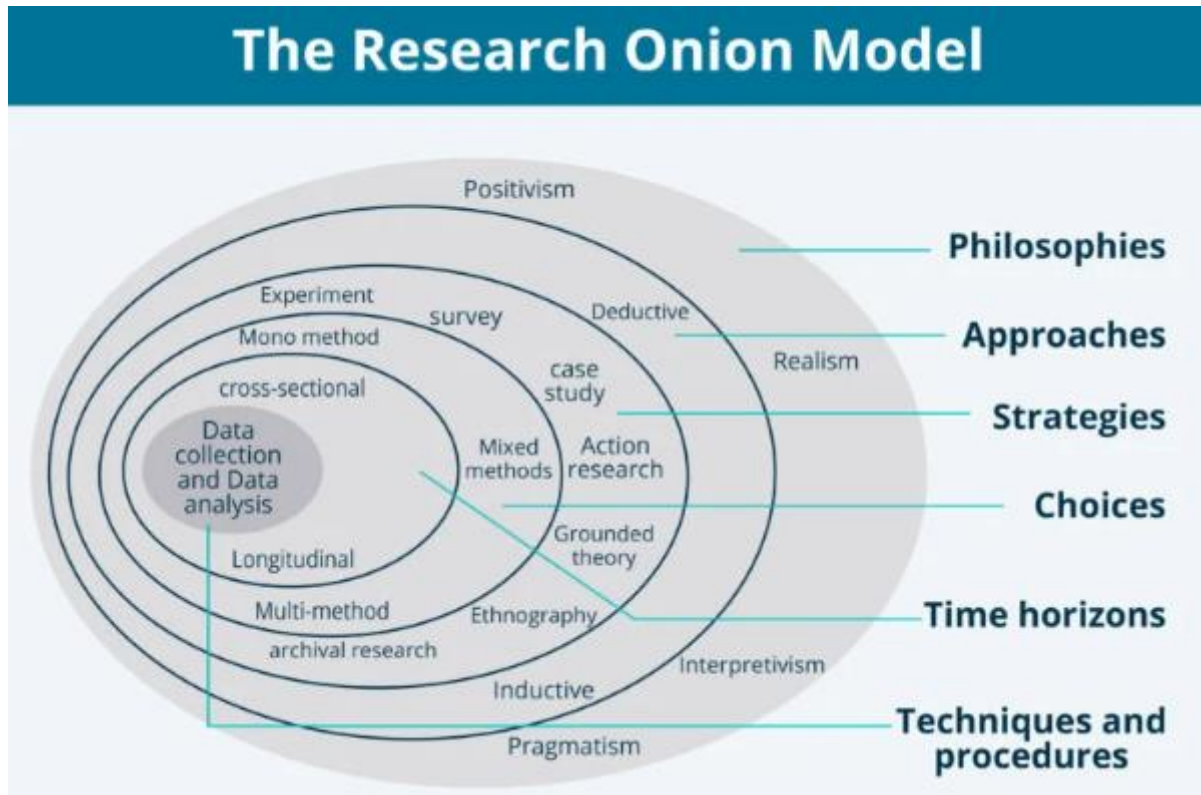 The Research Onion Model
Positivism
Philosophies
Experiment
survey
Deductive
Approaches
Mono method
Realism
case
study
cross-sectional
Strategies
Data
collection
and Data
analysis
Mixed
methods
Action
research
Choices
Grounded
theory
Longitudinal
Multi-method
Ethnography
Time horizons
archival research
Interpretivism
Inductive
Techniques and
procedures
Pragmatism